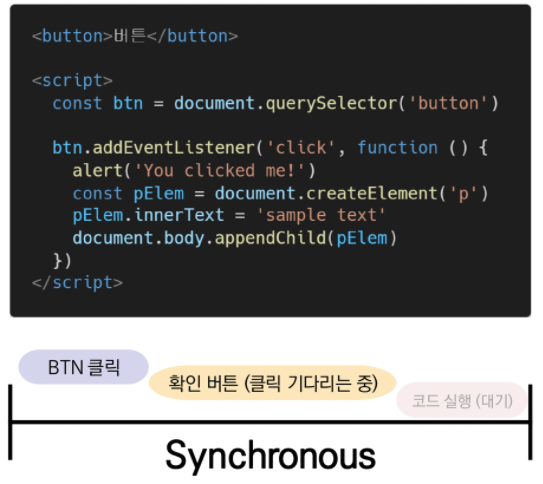 <button>버튼</button>
<script>
const btn = document.querySelector('button')
btn.addEventListener('click', function () {
alert('You clicked me!')
const pElem = document.createElement('p')
pElem.innerText = 'sample text'
document.body.appendChild(pElem)
})
</script>
BTN 클릭
확인 버튼 (클릭 기다리는 중)
코드 실행 (대기)
Synchronous